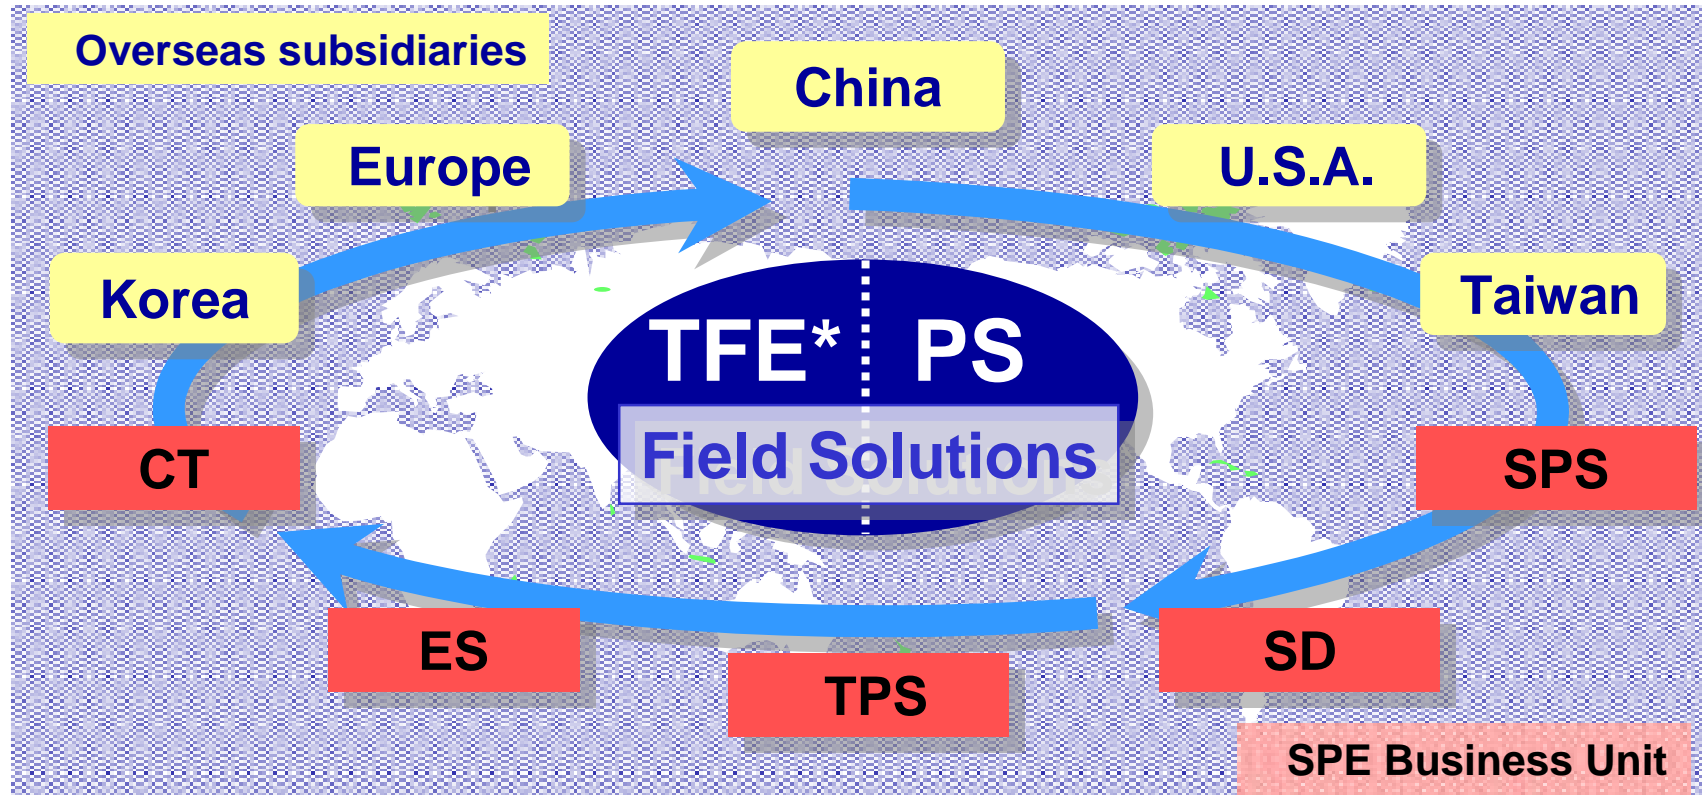 Overseas subsidiaries
China
Europe
U.S.A.
Korea
Taiwan
TFE* PS
Field Solutions
CT
SPS
ES
SD
TPS
SPE Business Unit